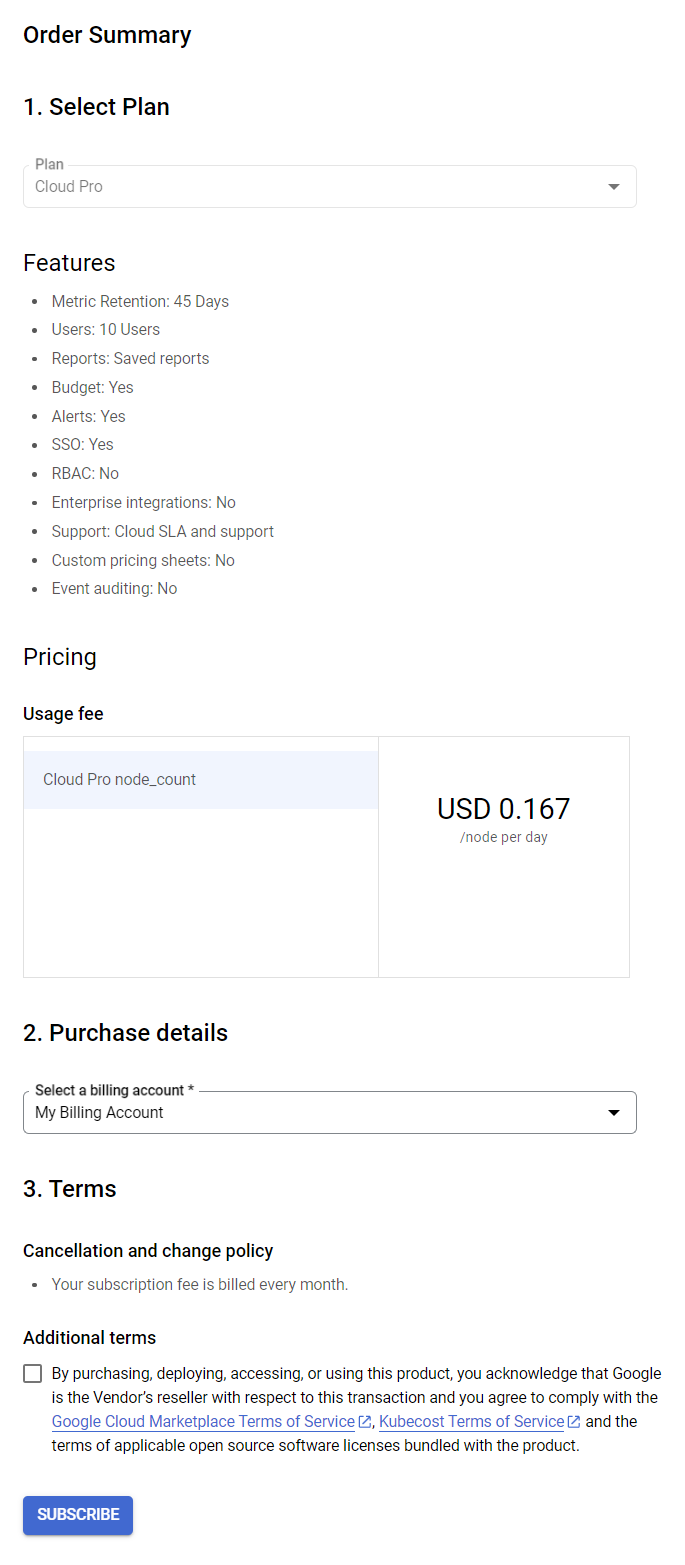 Order Summary
1. Select Plan
Plan
Cloud Pro
Features
• Metric Retention: 45 Days
• Users: 10 Users
• Reports: Saved reports
• Budget: Yes
• Alerts: Yes
• SSO: Yes
• RBAC: No
• Enterprise integrations: No
• Support: Cloud SLA and support
• Custom pricing sheets: No
• Event auditing: No
Pricing
Usage fee
Cloud Pro node_count
USD 0.167
/node per day
2. Purchase details
Select a billing account *
My Billing Account
3. Terms
Cancellation and change policy
• Your subscription fee is billed every month.
Additional terms
By purchasing, deploying, accessing, or using this product, you acknowledge that Google
is the Vendor’s reseller with respect to this transaction and you agree to comply with the
Google Cloud Marketplace Terms of Service, Kubecost Terms of Service and the
terms of applicable open source software licenses bundled with the product.
SUBSCRIBE